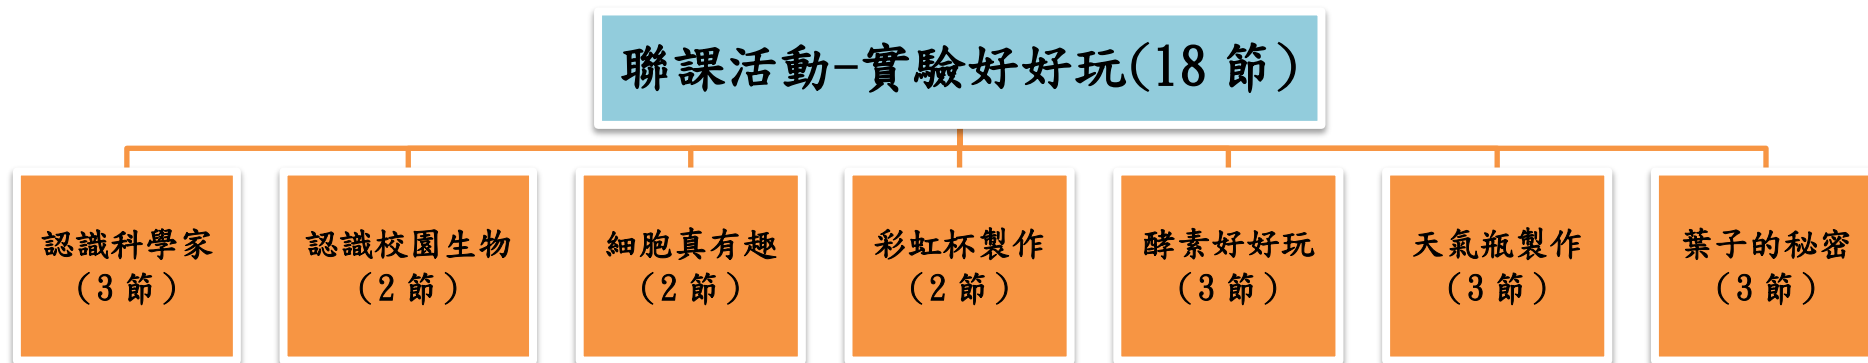 聯課活動-實驗好好玩(18 節)
認識科學家
(3 節)
認識校園生物
(2 節)
細胞真有趣
(2 節)
彩虹杯製作
(2 節)
酵素好好玩
(3 節)
天氣瓶製作
(3 節)
葉子的秘密
(3 節)